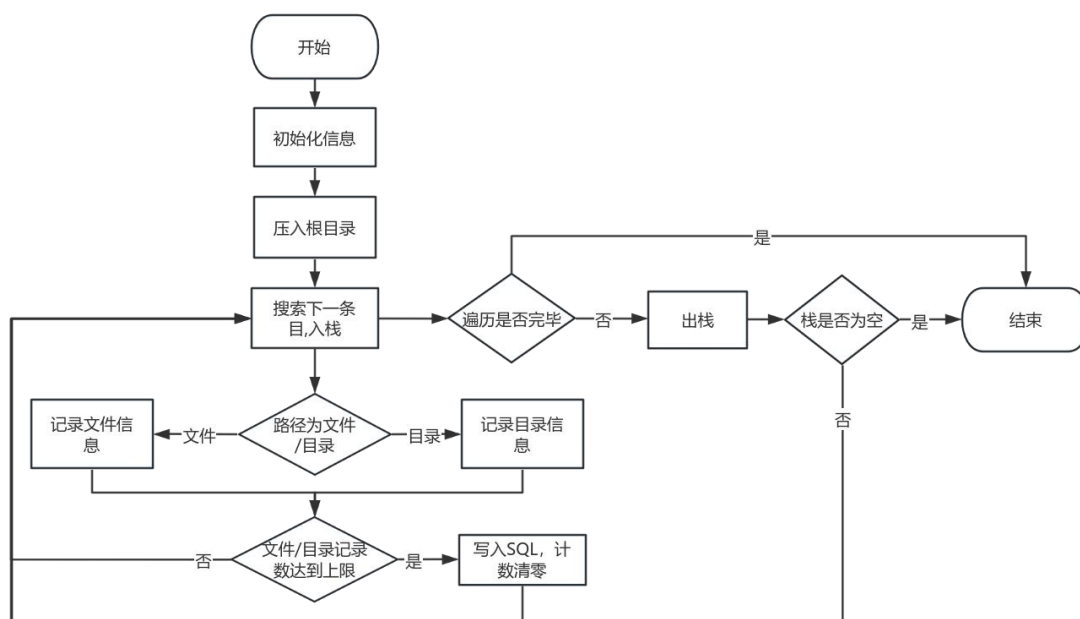 开始
初始化信息
压入根目录
是
搜索下一条
目,入栈
遍历是否完毕
否
出栈
栈是否为空
是
结束
记录文件信
息
文件
路径为文件
/目录
目录
记录目录信
息
否
否
文件/目录记录
数达到上限
是
写入SQL，计
数清零